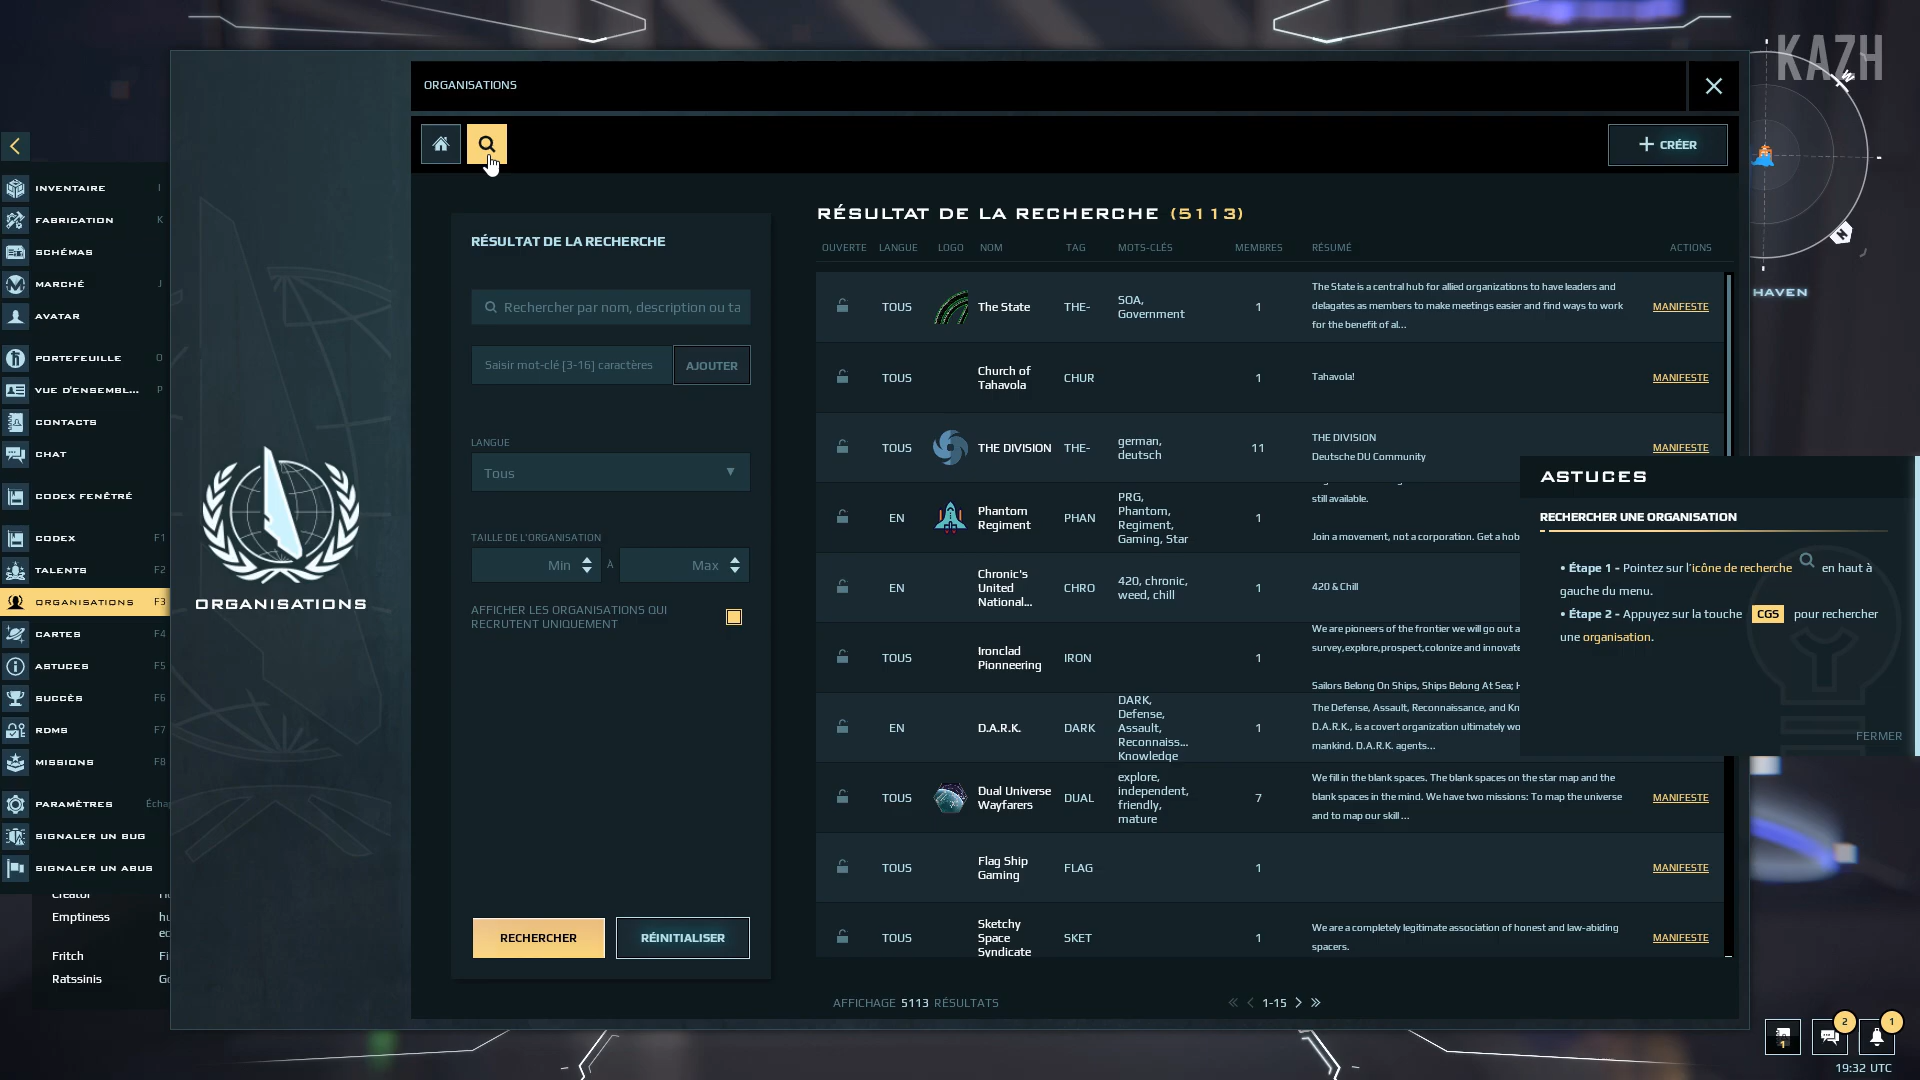 KAZH
ORGANISATIONS
CRÉER
INVENTAIRE I
FABRICATION K
SCHÉMAS
MARCHÉ J
AVATAR
PORTEFEUILLE O
VUE D'ENSEMBL... P
CONTACTS
CHAT
CODEX FENÊTRÉ
CODEX F1
TALENTS F2
ORGANISATIONS F3
CARTES F4
ASTUCES F5
SUCCÈS F6
RDMS F7
MISSIONS F8
PARAMÈTRES Écha
SIGNALER UN BUG
SIGNALER UN ABUS
Creator
Emptiness
Fritch
Ratssinis
ORGANISATIONS
RÉSULTAT DE LA RECHERCHE
Rechercher par nom, description ou ta
Saisir mot-clé [3-16] caractères
AJOUTER
LANGUE
Tous
TAILLE DE L'ORGANISATION
Min À Max
AFFICHER LES ORGANISATIONS QUI
RECRUTENT UNIQUEMENT
RECHERCHER
RÉINITIALISER
RÉSULTAT DE LA RECHERCHE (5113)
OUVERTE LANGUE LOGO NOM TAG MOTS-CLÉS MEMBRES RÉSUMÉ ACTIONS
TOUS
The State
THE-
SOA,
Government
1
The State is a central hub for allied organizations to have leaders and
delagates as members to make meetings easier and find ways to work
for the benefit of al...
MANIFESTE
TOUS
Church of
Tahavola
CHUR
1
Tahavola!
MANIFESTE
TOUS
THE DIVISION
THE-
german,
deutsch
11
THE DIVISION
Deutsche DU Community
MANIFESTE
EN
Phantom
Regiment
PHAN
PRG,
Phantom,
Regiment,
Gaming, Star
1
still available.
Join a movement, not a corporation. Get a hob
EN
Chronic's
United
National...
CHRO
420, chronic,
weed, chill
1
420 & Chill
TOUS
Ironclad
Pionneering
IRON
1
We are pioneers of the frontier we will go out a
survey,explore,prospect,colonize and innovate
Sailors Belong On Ships, Ships Belong At Sea; H
EN
D.A.R.K.
DARK
DARK,
Defense,
Assault,
Reconnaiss...
Knowledge
1
The Defense, Assault, Reconnaissance, and Kn
D.A.R.K., is a covert organization ultimately wo
mankind. D.A.R.K. agents...
TOUS
Dual Universe
Wayfarers
DUAL
explore,
independent,
friendly,
mature
7
We fill in the blank spaces. The blank spaces on the star map and the
blank spaces in the mind. We have two missions: To map the universe
and to map our skill ...
MANIFESTE
TOUS
Flag Ship
Gaming
FLAG
1
MANIFESTE
TOUS
Sketchy
Space
Syndicate
SKET
1
We are a completely legitimate association of honest and law-abiding
spacers.
MANIFESTE
AFFICHAGE 5113 RÉSULTATS
1-15
W
N
HAVEN
ASTUCES
RECHERCHER UNE ORGANISATION
• Étape 1 - Pointez sur l'icône de recherche en haut à
gauche du menu.
• Étape 2 - Appuyez sur la touche CGS pour rechercher
une organisation.
FERMER
1
2
1
19:32 UTC